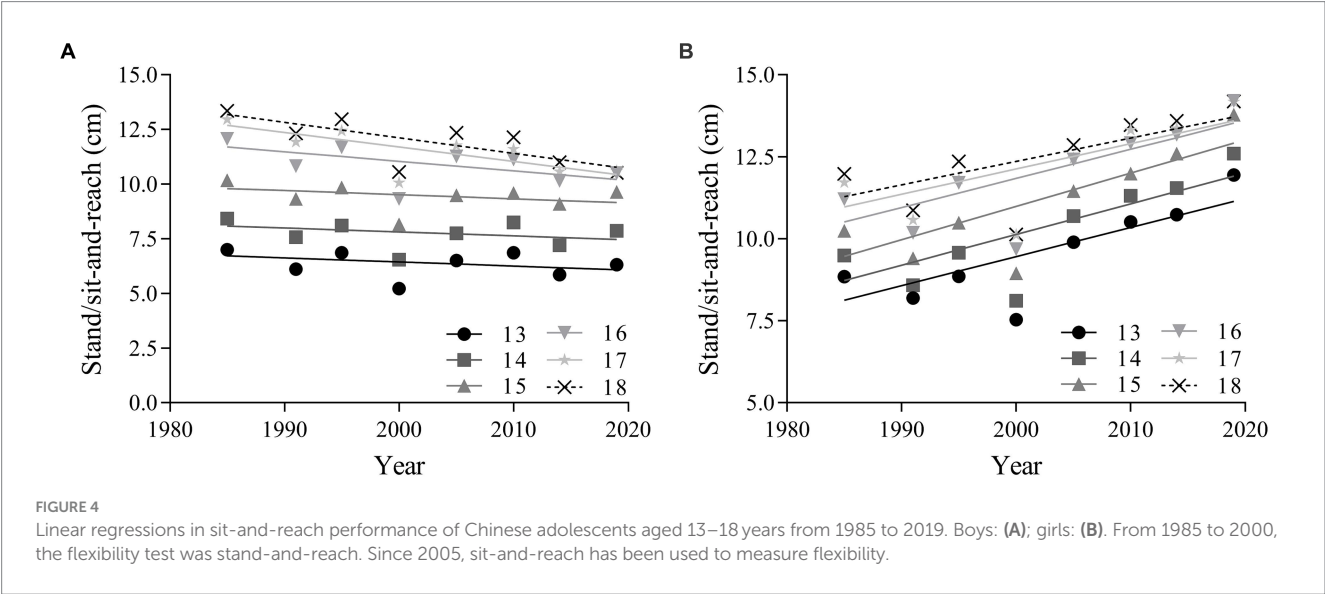 A
B
Stand/sit-and-reach (cm)
15.0
12.5
10.0
7.5
5.0
2.5
0.0
1980 1990 2000 2010 2020
Year
13 16
14 17
15 18
Stand/sit-and-reach (cm)
15.0
12.5
10.0
7.5
5.0
1980 1990 2000 2010 2020
Year
13 16
14 17
15 18
FIGURE 4
Linear regressions in sit-and-reach performance of Chinese adolescents aged 13–18 years from 1985 to 2019. Boys: (A); girls: (B). From 1985 to 2000,
the flexibility test was stand-and-reach. Since 2005, sit-and-reach has been used to measure flexibility.